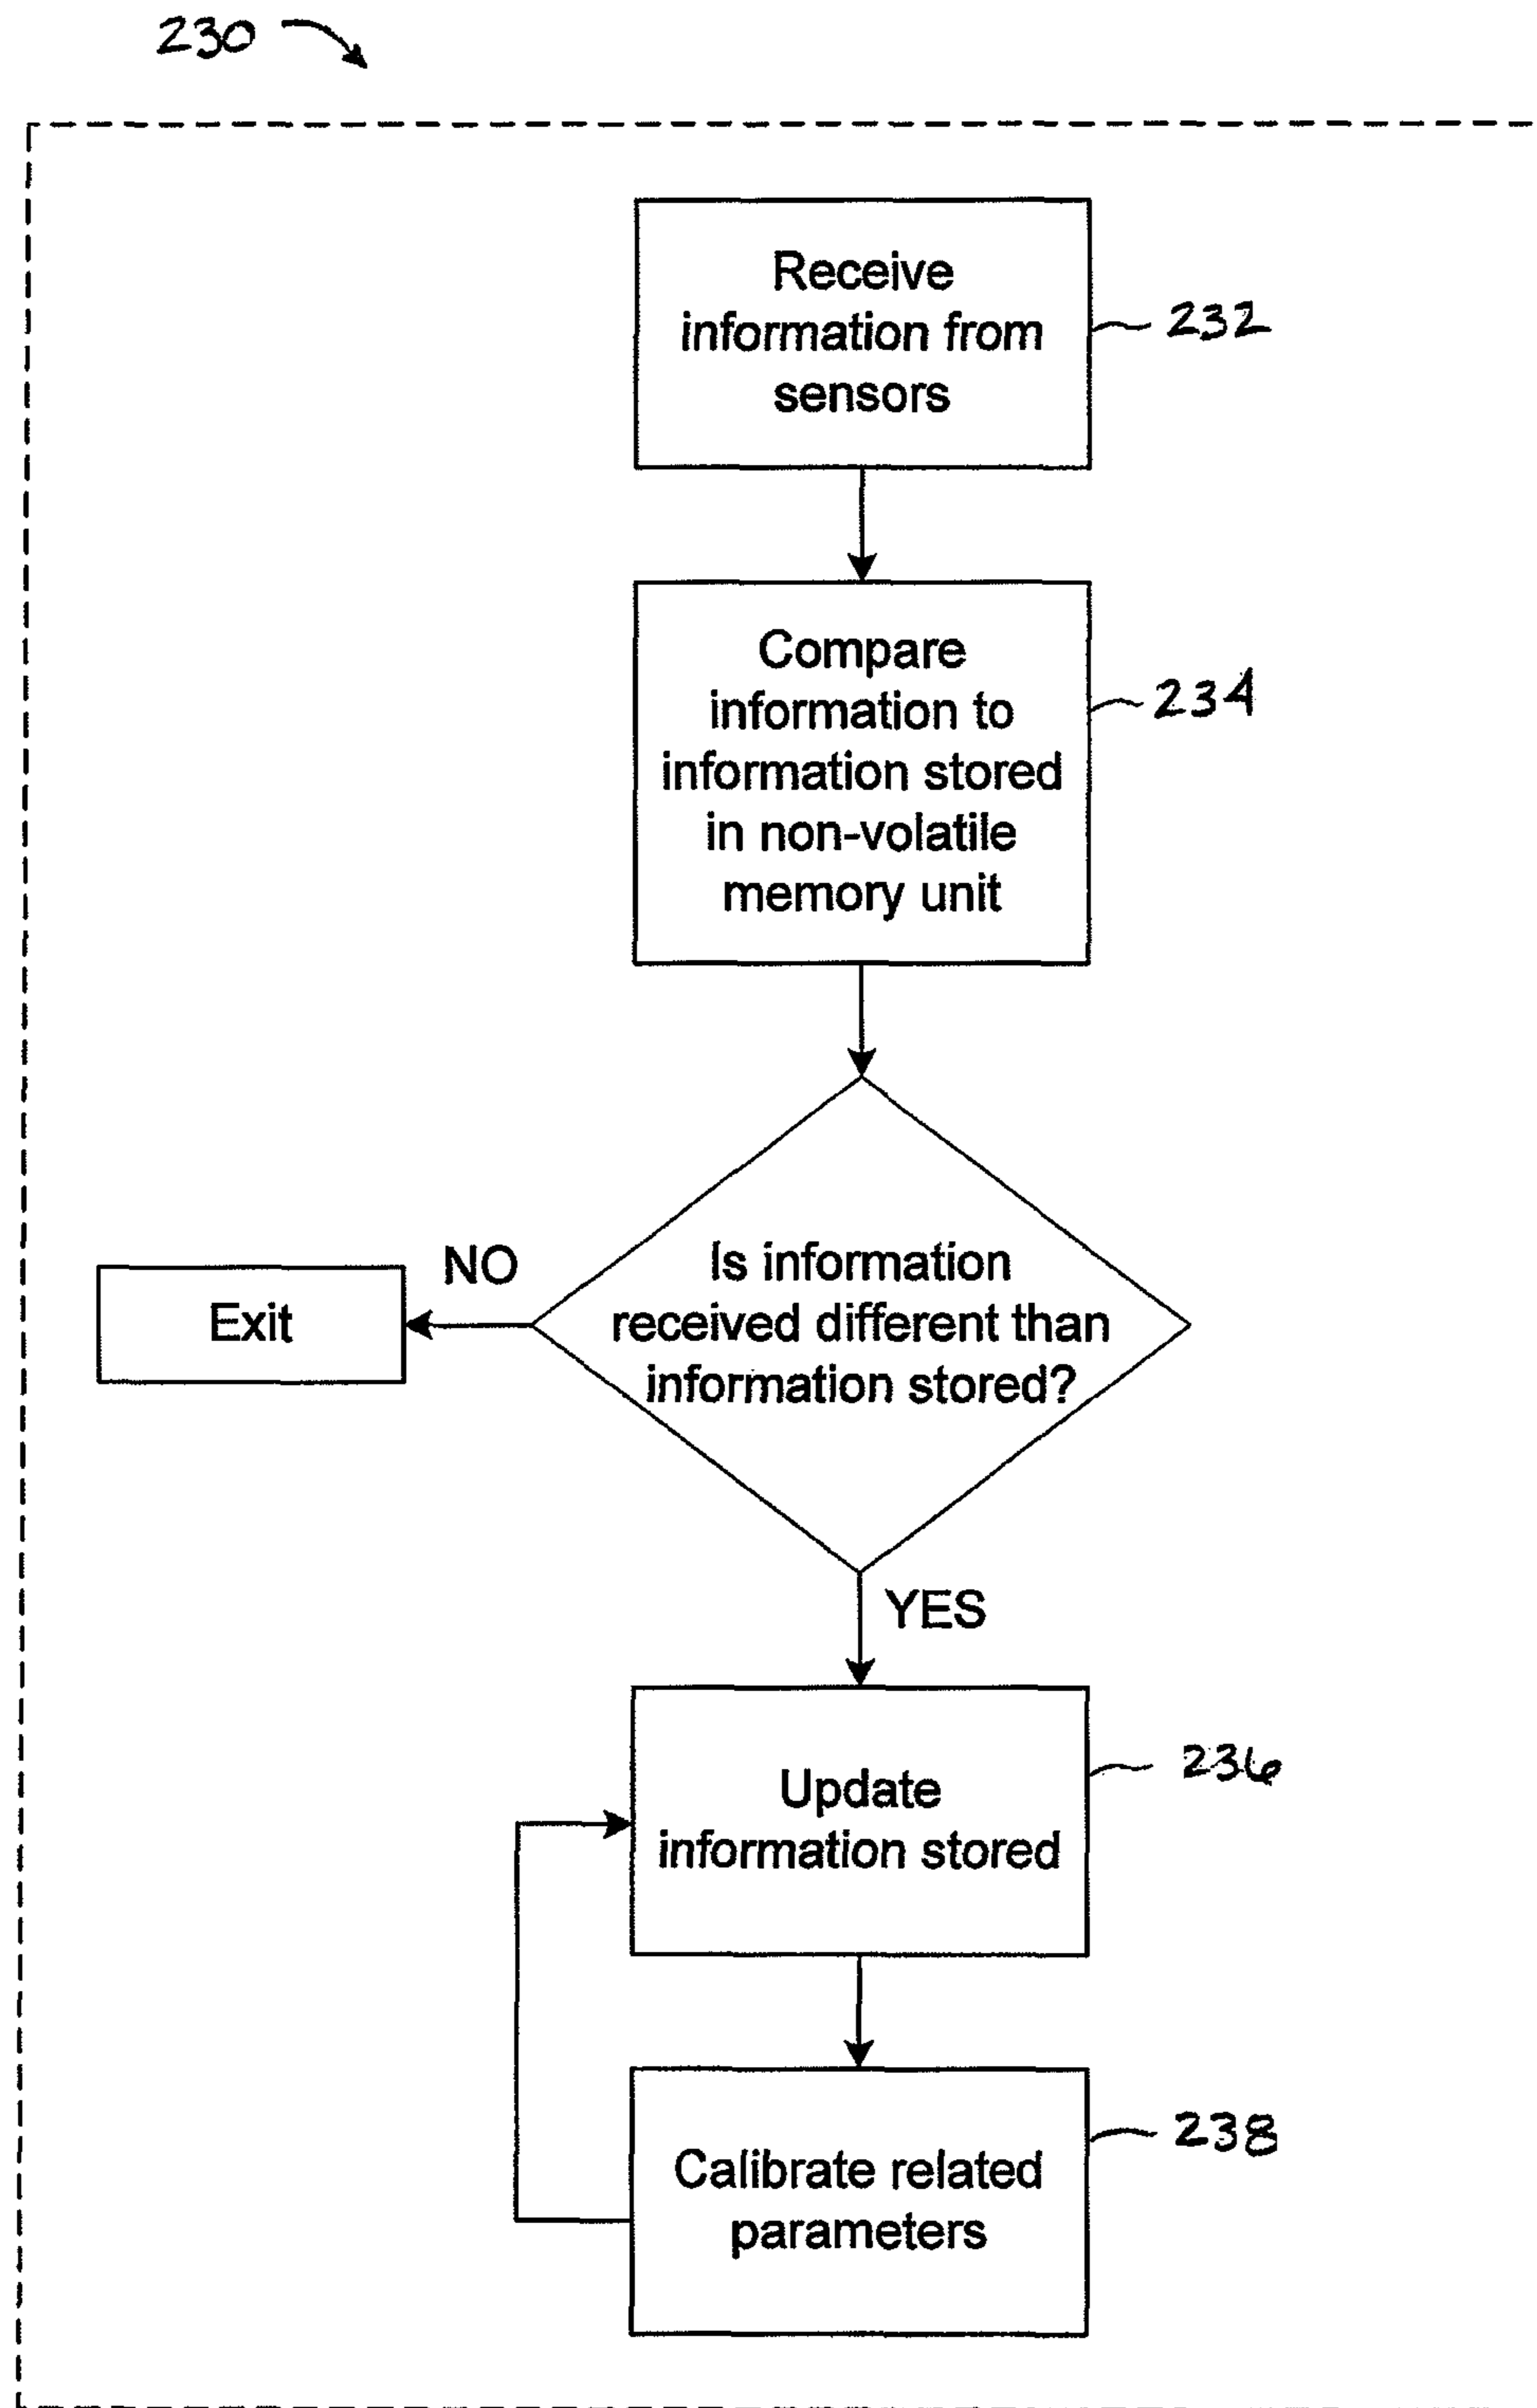 230
Receive
information from
sensors
232
Compare
information to
information stored
in non-volatile
memory unit
234
NO
Exit
Is information
received different than
information stored?
YES
Update
information stored
236
Calibrate related
parameters
238